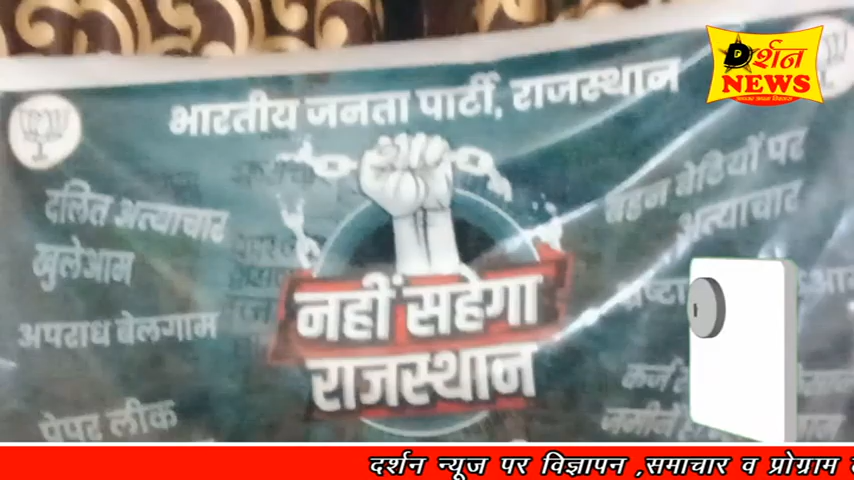 भारतीय जनता पार्टी, राजस्थान
दर्शन
NEWS
दलित अत्याचार
खुलेआम
अपराध बेलगाम
पेपर लीक
नहीं सहेगा
राजस्थान
बहन बेटियों पर
अत्याचार
कर्ज
दर्शन न्यूज पर विज्ञापन ,समाचार व प्रोग्राम